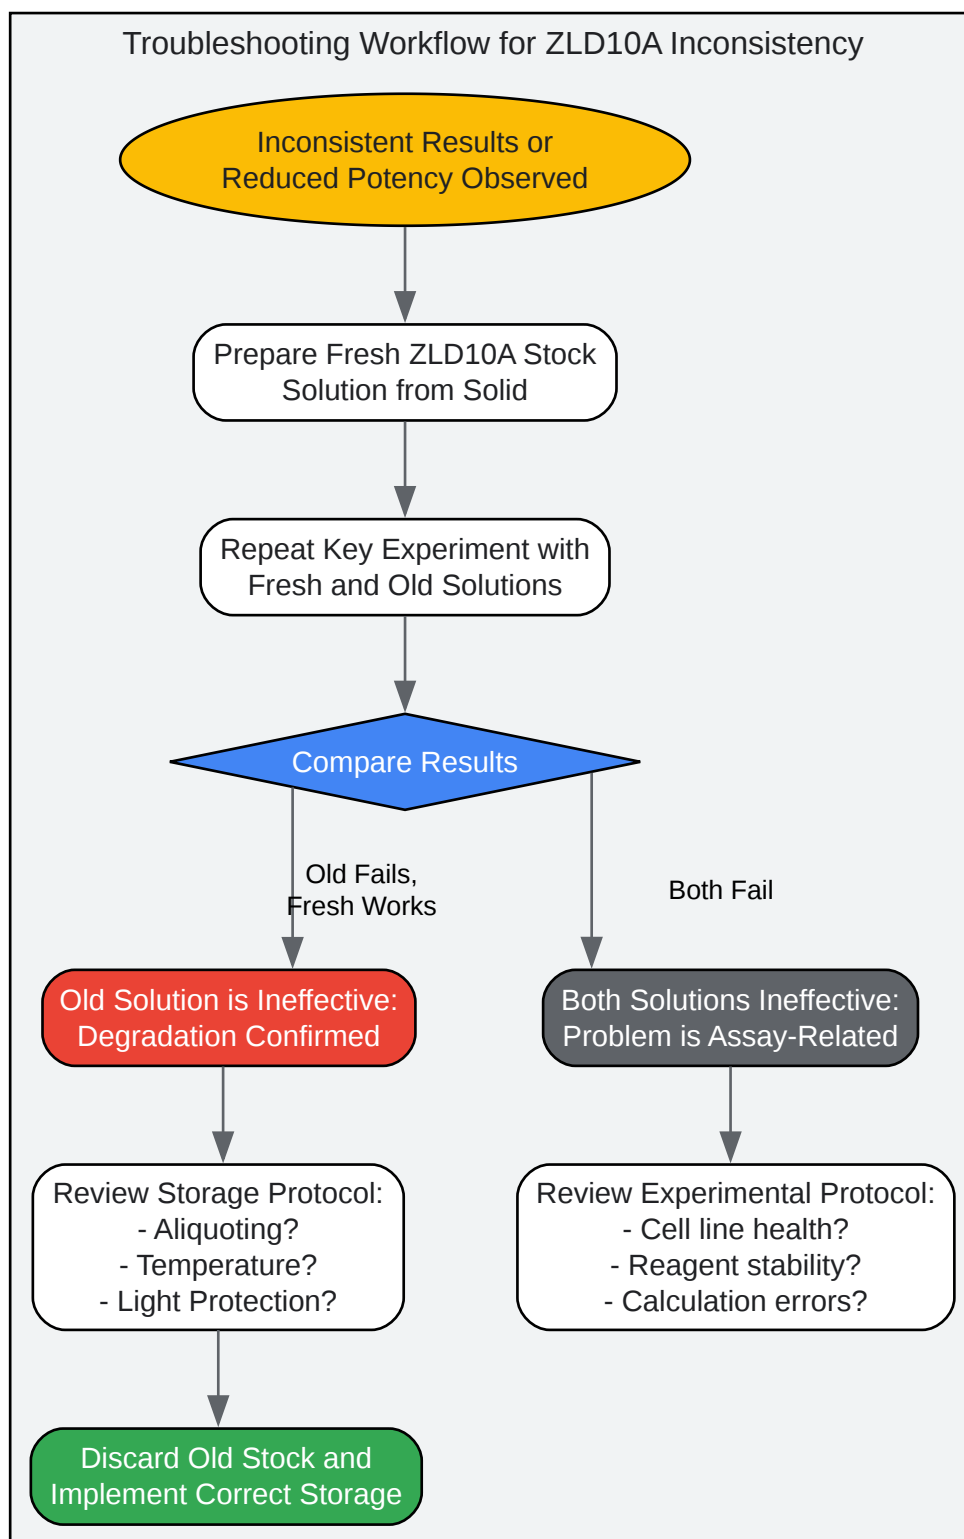 Troubleshooting Workflow for ZLD10A Inconsistency
Inconsistent Results or
Reduced Potency Observed
Prepare Fresh ZLD10A Stock
Solution from Solid
Repeat Key Experiment with
Fresh and Old Solutions
Compare Results
Old Fails,
Fresh Works
Both Fail
Old Solution is Ineffective:
Degradation Confirmed
Both Solutions Ineffective:
Problem is Assay-Related
Review Storage Protocol:
- Aliquoting?
- Temperature?
- Light Protection?
Review Experimental Protocol:
- Cell line health?
- Reagent stability?
- Calculation errors?
Discard Old Stock and
Implement Correct Storage